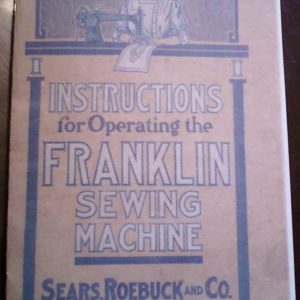 INSTRUCTIONS
for Operating the
FRANKLIN
SEWING
MACHINE
SEARS, ROEBUCK AND CO.